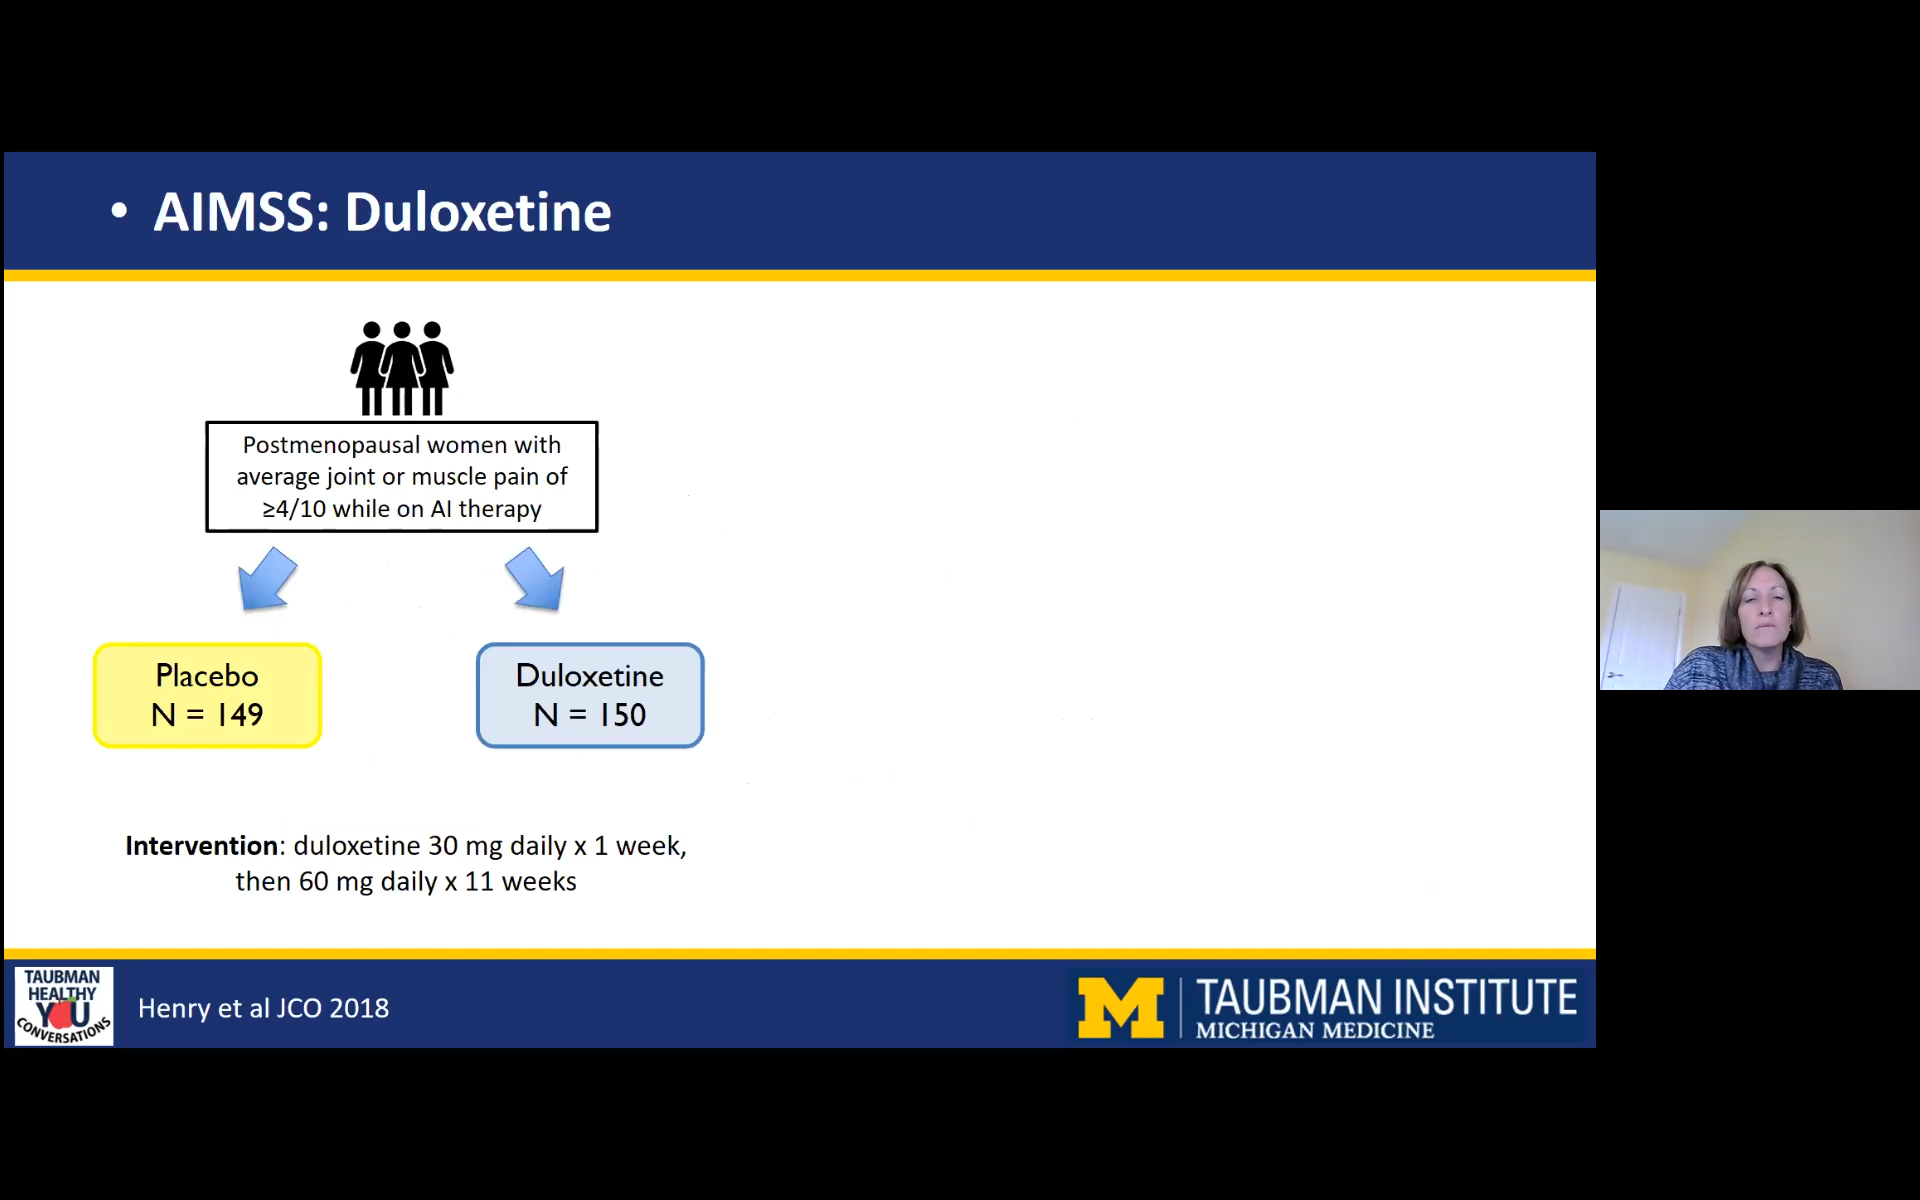 • AIMSS: Duloxetine
Postmenopausal women with
average joint or muscle pain of
≥4/10 while on AI therapy
Placebo
N = 149
Duloxetine
N = 150
Intervention: duloxetine 30 mg daily x 1 week,
then 60 mg daily x 11 weeks
TAUBMAN
HEALTHY
YOU
CONVERSATIONS
Henry et al JCO 2018
M
TAUBMAN INSTITUTE
MICHIGAN MEDICINE